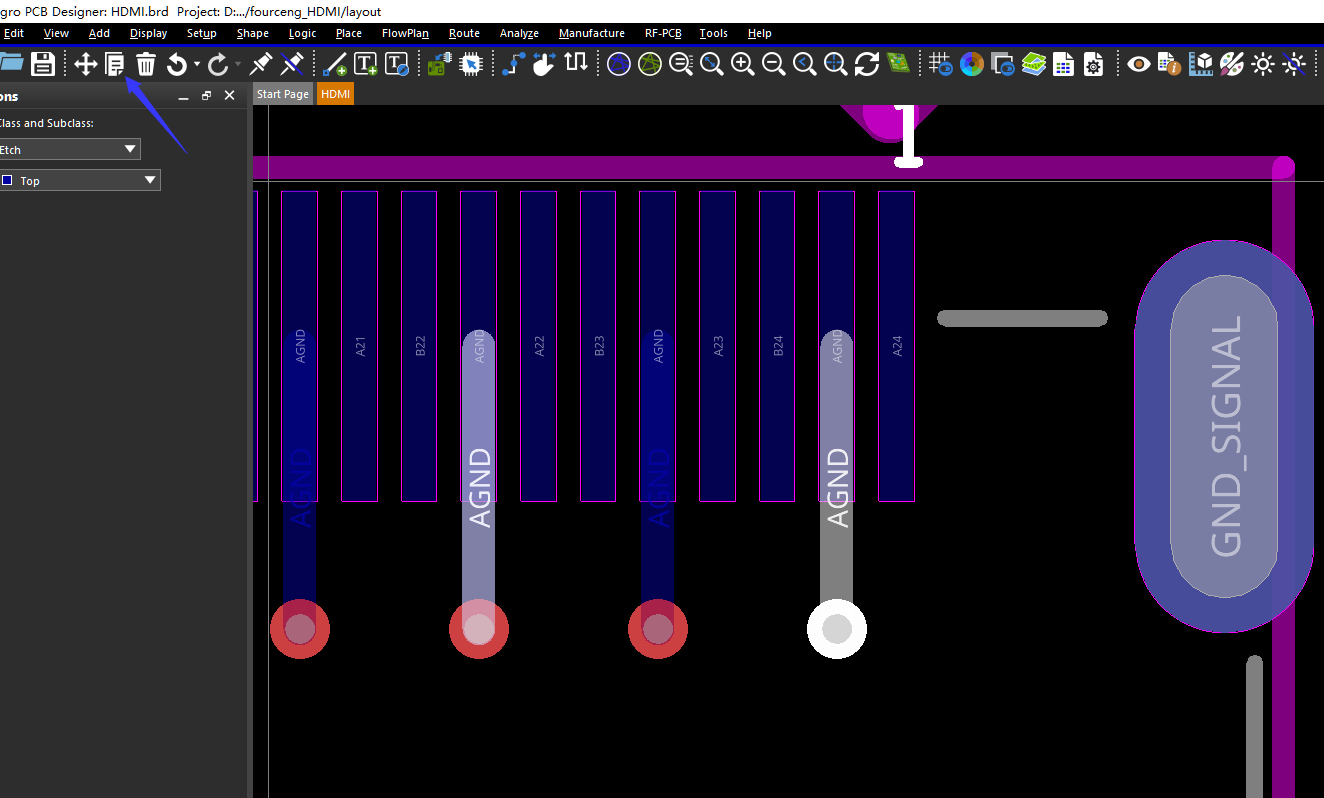 gro PCB Designer: HDMI.brd Project: D:.../fourceng_HDMI/layout
Edit View Add Display Setup Shape Logic Place FlowPlan Route Analyze Manufacture RF-PCB Tools Help
ons
Start Page HDMI
Class and Subclass:
Etch
Top
1
AGND A21 B22 AGND A22 B23 AGND A23 B24 AGND A24
AGND AGND AGND AGND
GND_SIGNAL